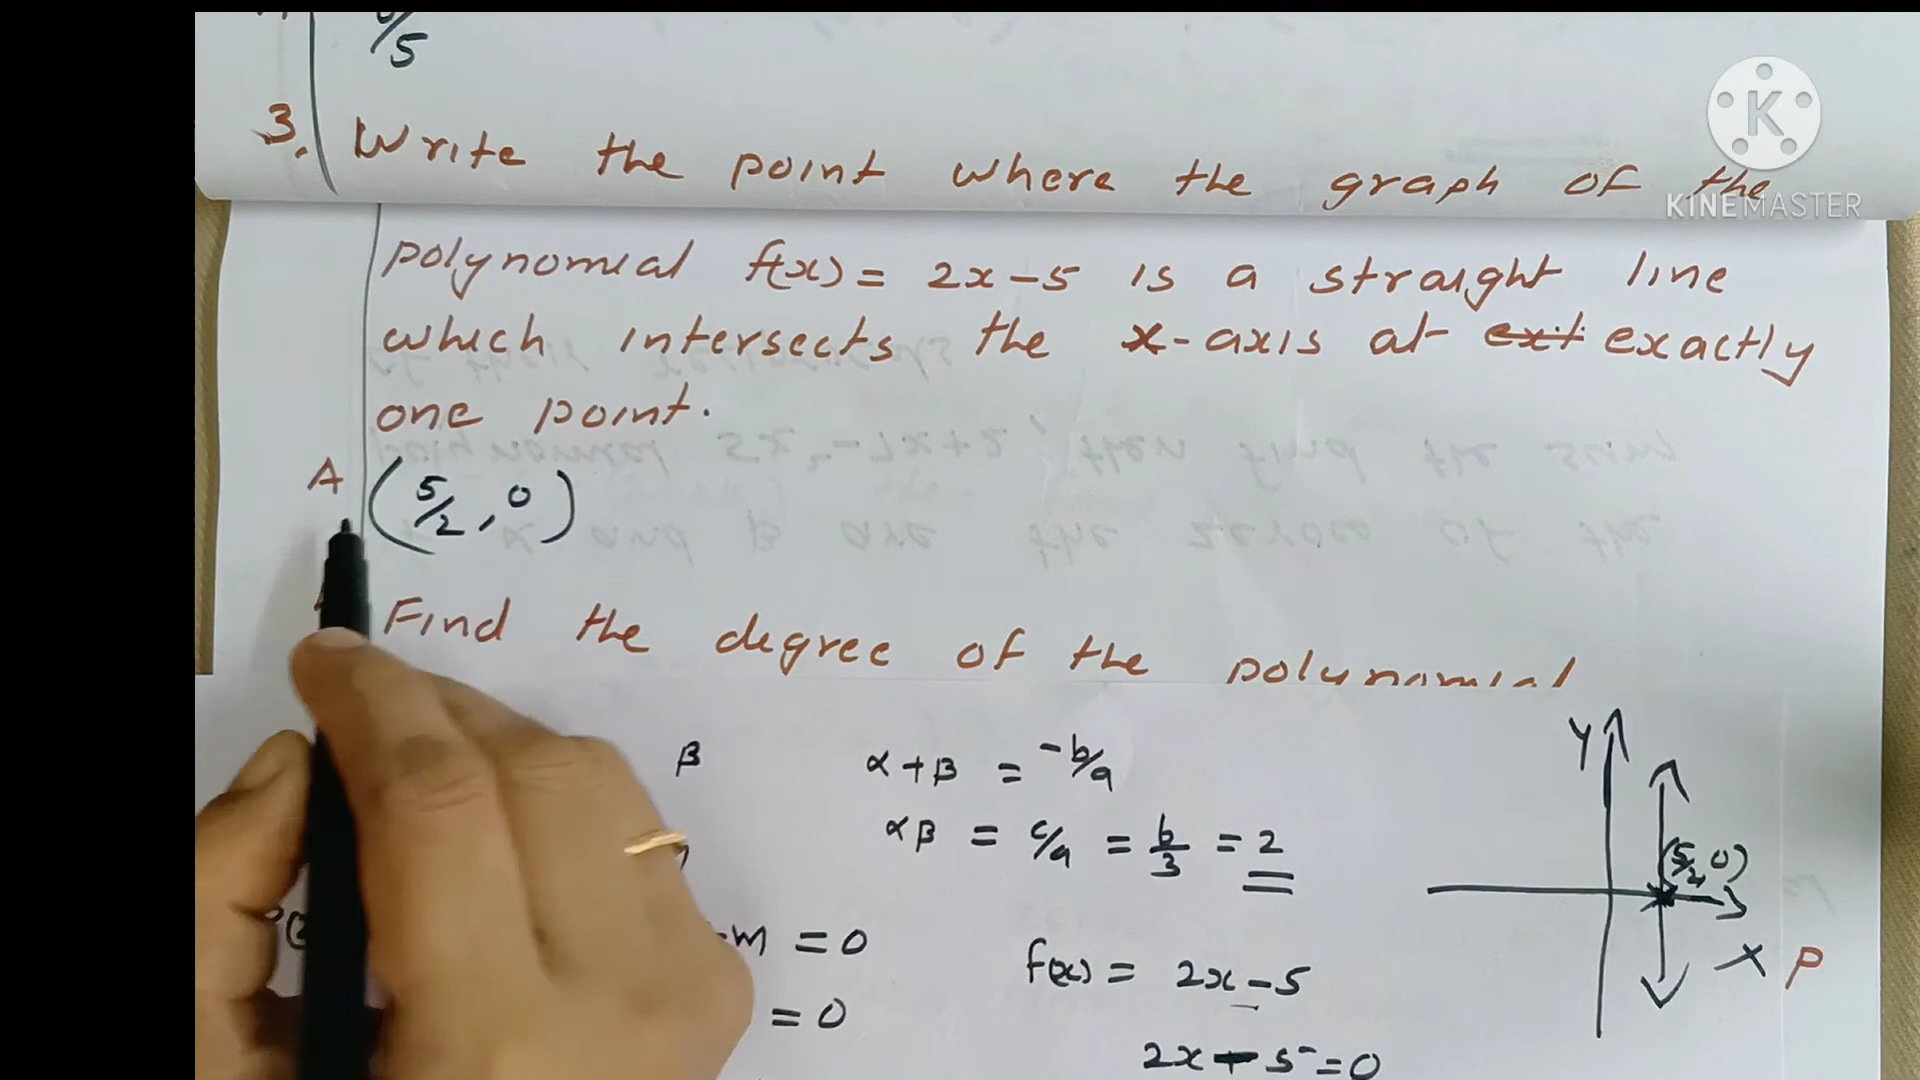 5
3. Write the point where the graph of the
polynomial f(x) = 2x-5 is a straight line
which intersects the x-axis at ext exactly
one point.
A (5/2, 0)
Find the degree of the polynomial
β
α+β = -b/a
αβ = c/a = 6/3 = 2
-m = 0
= 0
f(x) = 2x-5
2x-5=0
Y
(5/2, 0)
X P
K
KINEMASTER